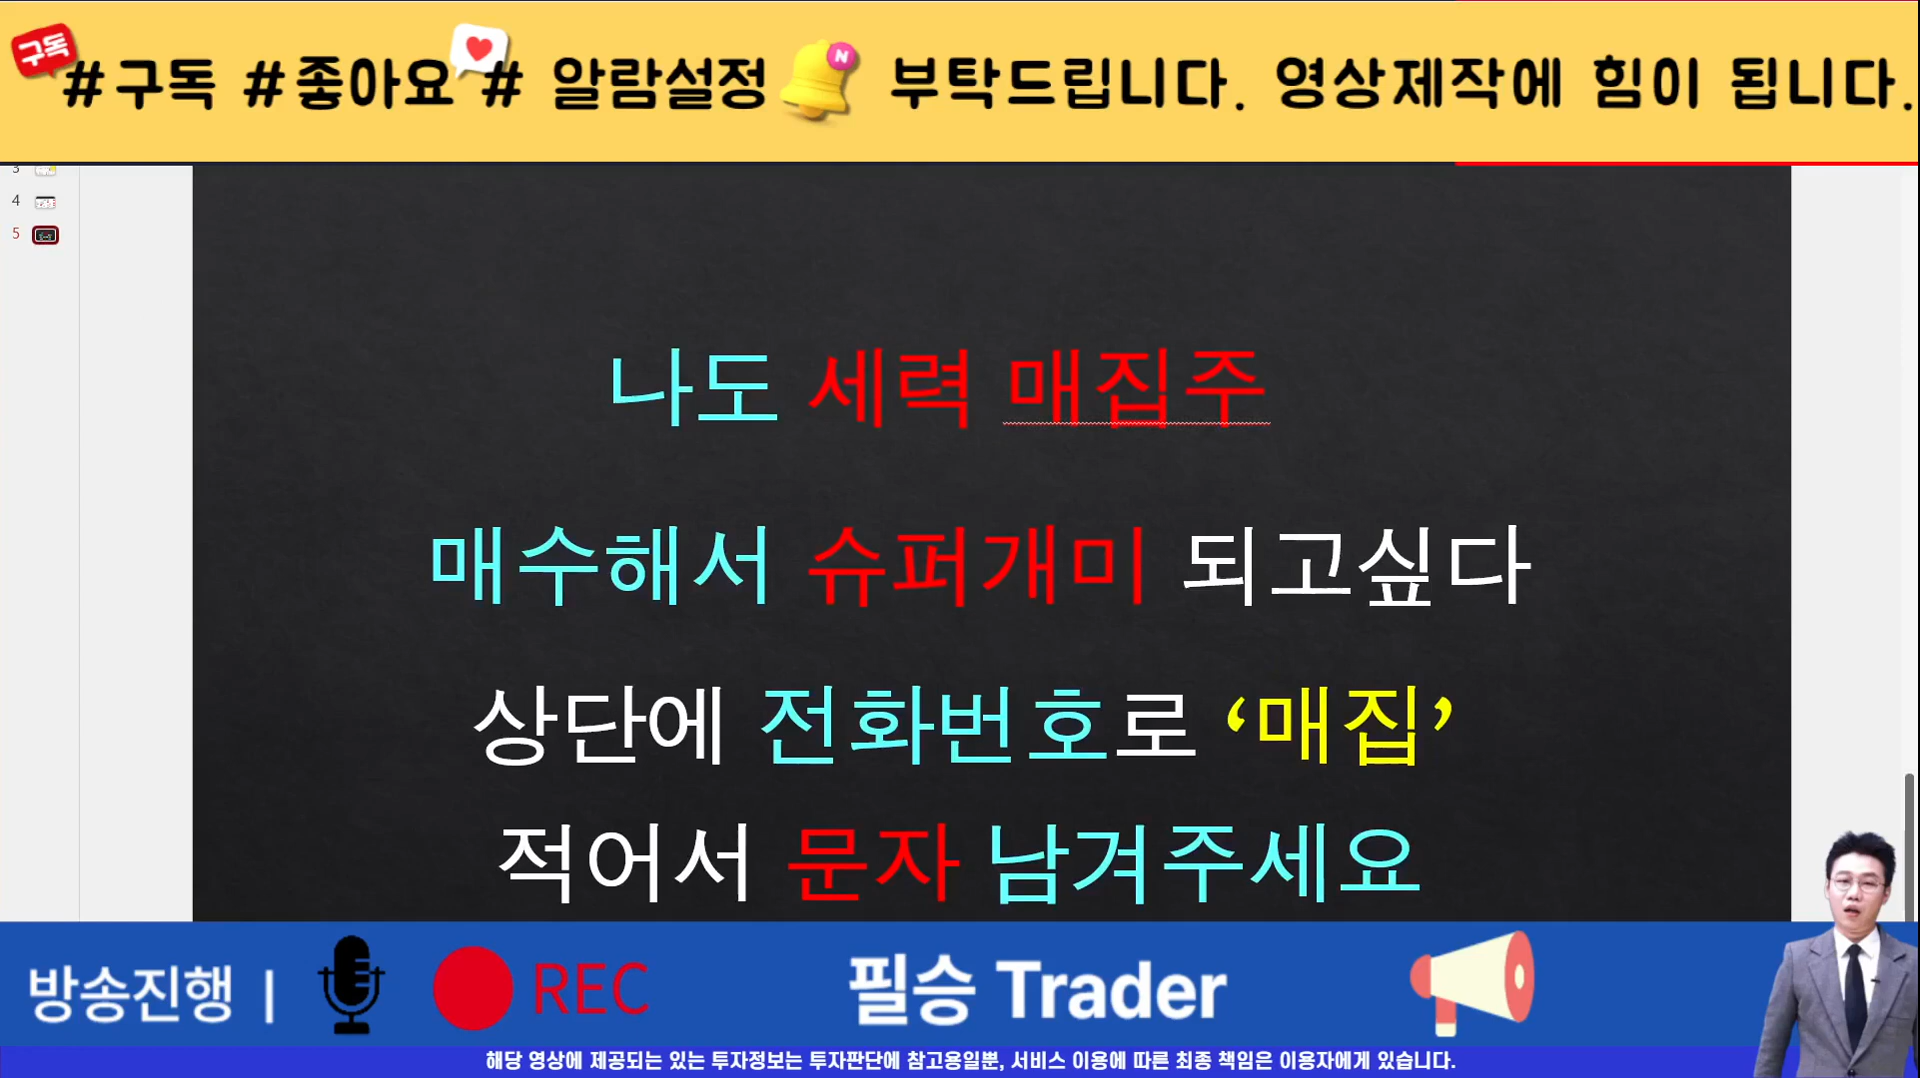 구독
#구독 #좋아요 # 알람설정 N 부탁드립니다. 영상제작에 힘이 됩니다.
3
4
5
나도 세력 매집주
매수해서 슈퍼개미 되고싶다
상단에 전화번호로 ‘매집’
적어서 문자 남겨주세요
방송진행 | REC 필승 Trader
해당 영상에 제공되는 있는 투자정보는 투자판단에 참고용일뿐, 서비스 이용에 따른 최종 책임은 이용자에게 있습니다.